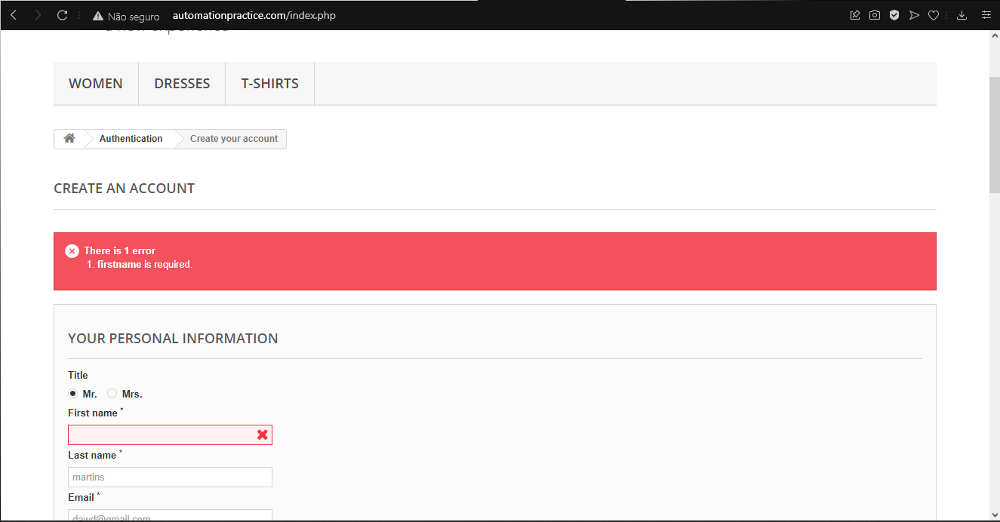 Não seguro automationpractice.com/index.php
a new experience
WOMEN DRESSES T-SHIRTS
Authentication Create your account
CREATE AN ACCOUNT
There is 1 error
1. firstname is required.
YOUR PERSONAL INFORMATION
Title
Mr. Mrs.
First name *
Last name *
martins
Email *
dawd@gmail.com